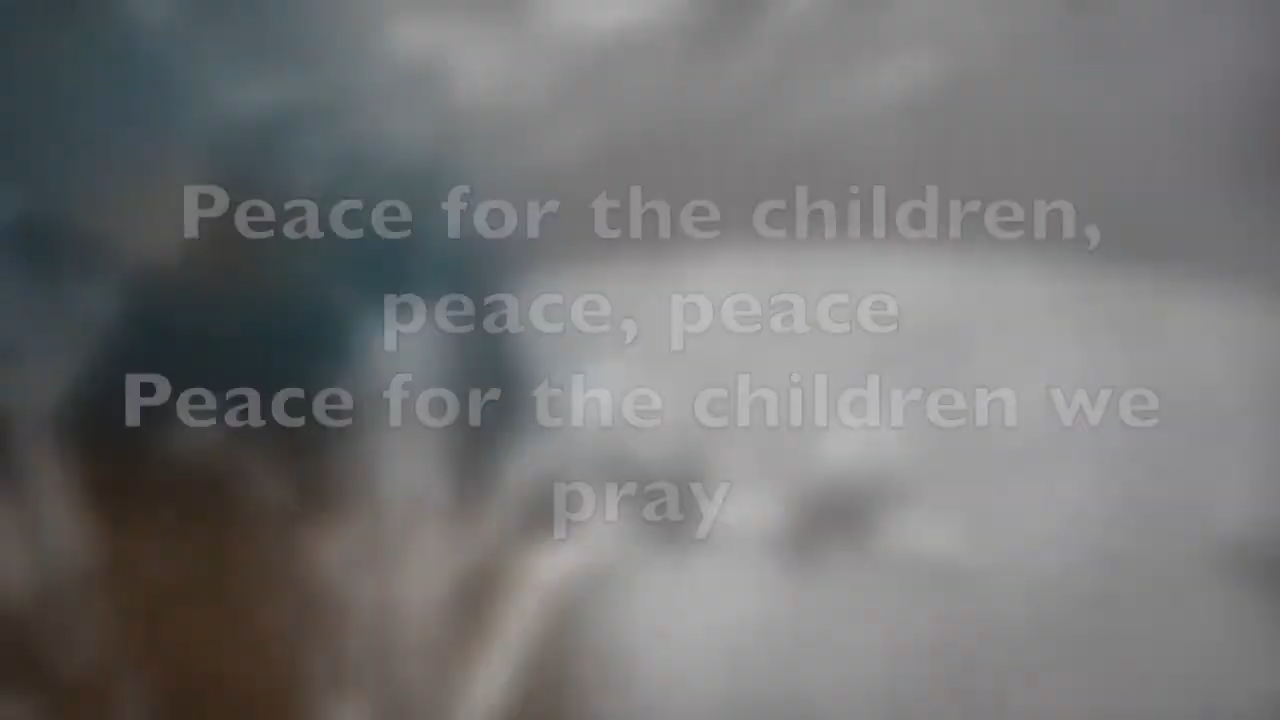 Peace for the children,
peace, peace
Peace for the children we
pray